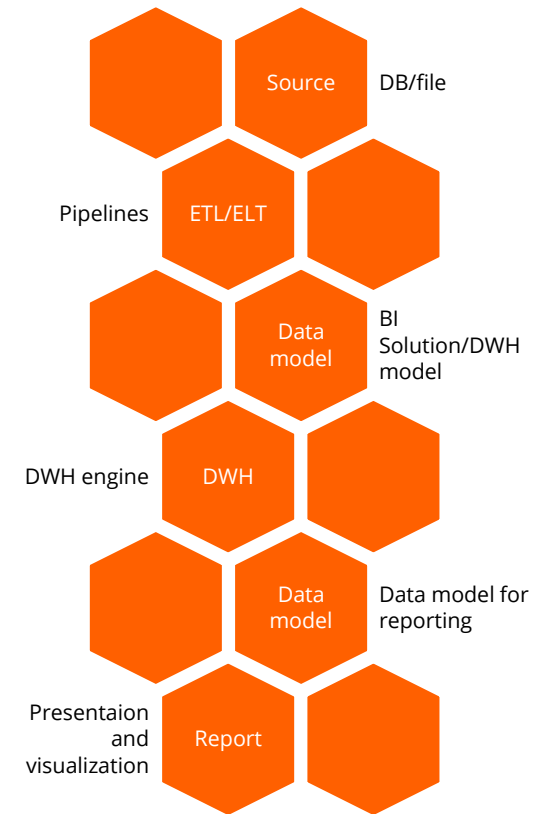 Source
DB/file
Pipelines
ETL/ELT
Data
model
BI
Solution/DWH
model
DWH engine
DWH
Data
model
Data model for
reporting
Presentaion
and
visualization
Report